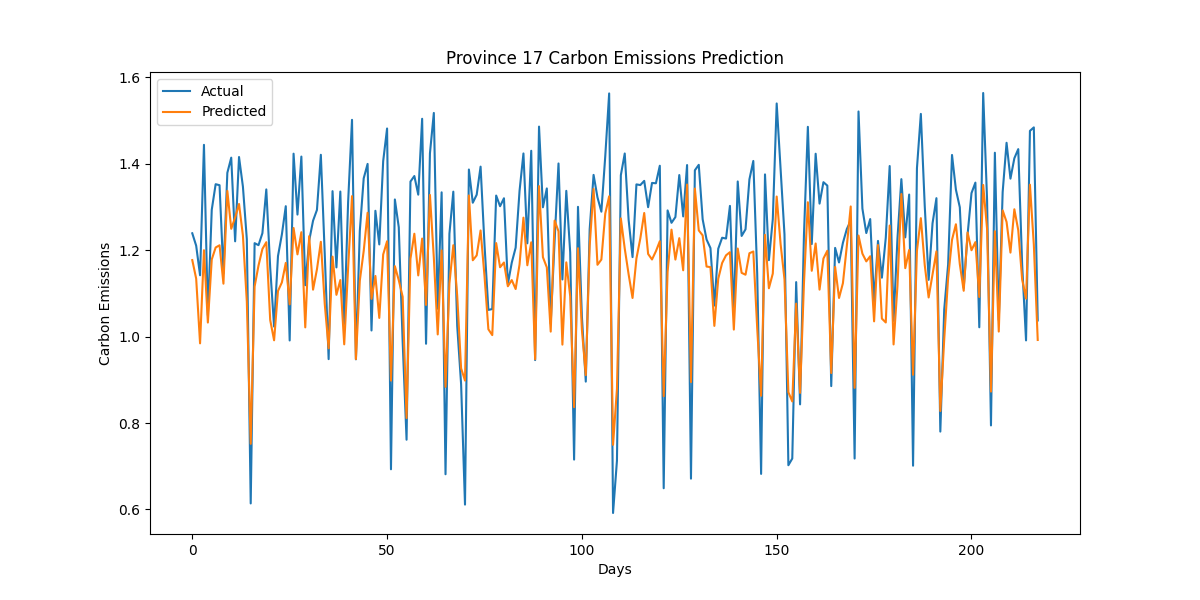 Province 17 Carbon Emissions Prediction
Actual
Predicted
1.6
1.4
1.2
1.0
0.8
0.6
Carbon Emissions
0 50 100 150 200
Days